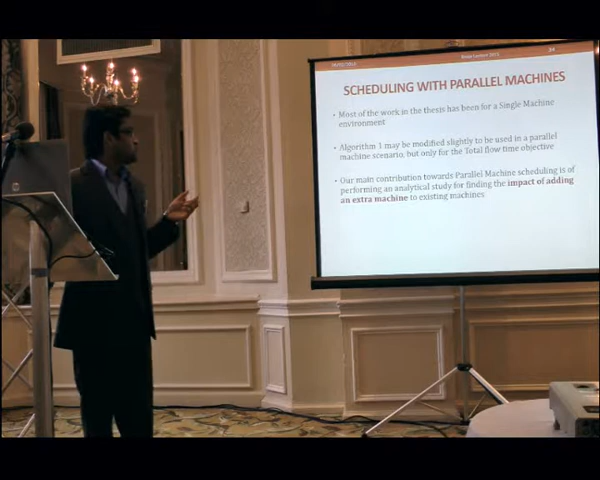 SCHEDULING WITH PARALLEL MACHINES
• Most of the work in the thesis has been for a Single Machine
environment
• Algorithm 1 may be modified slightly to be used in a parallel
machine scenario, but only for the Total flow time objective
• Our main contribution towards Parallel Machine scheduling is of
performing an analytical study for finding the impact of adding
an extra machine to existing machines